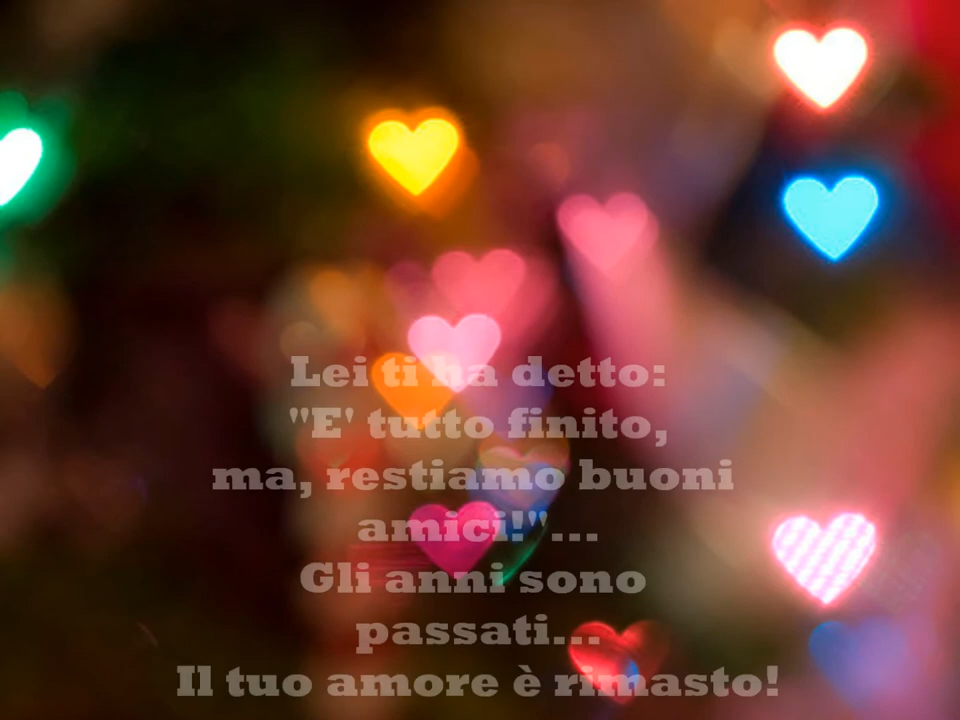 Lei ti ha detto:
"E' tutto finito,
ma, restiamo buoni
amici!"...
Gli anni sono
passati...
Il tuo amore è rimasto!